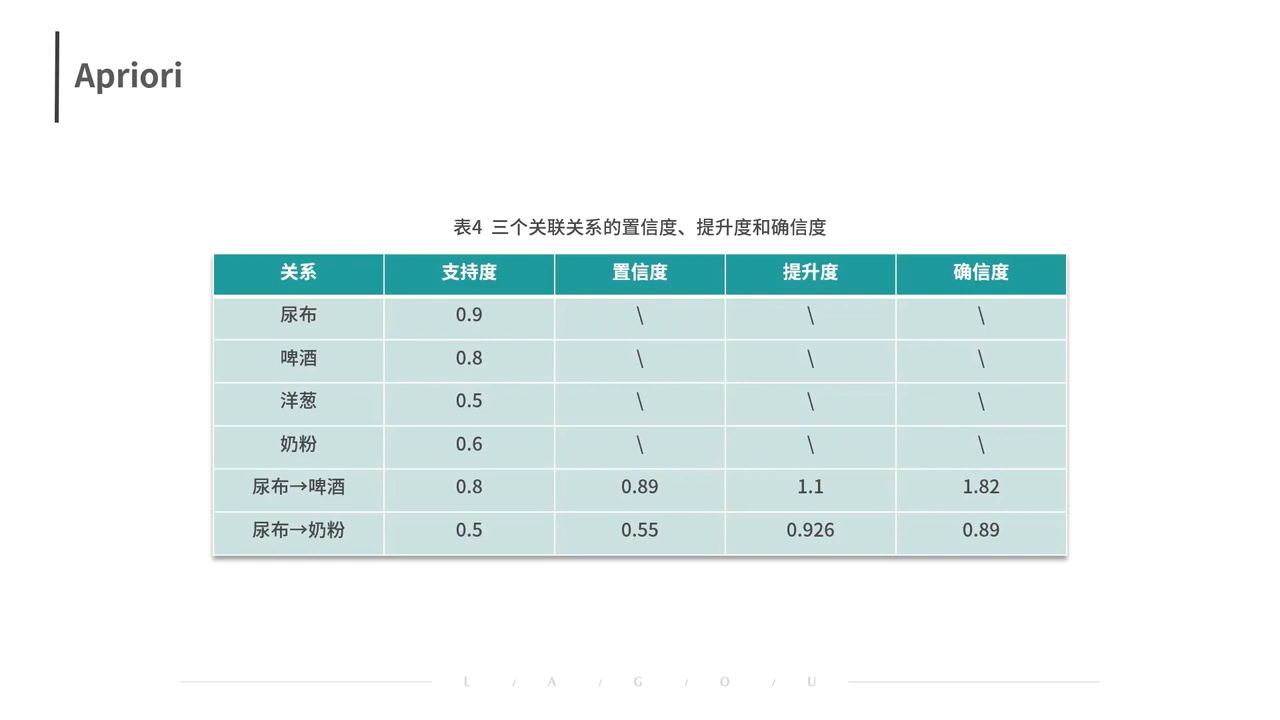 Apriori
表4 三个关联关系的置信度、提升度和确信度
关系 支持度 置信度 提升度 确信度
尿布 0.9 \ \ \
啤酒 0.8 \ \ \
洋葱 0.5 \ \ \
奶粉 0.6 \ \ \
尿布→啤酒 0.8 0.89 1.1 1.82
尿布→奶粉 0.5 0.55 0.926 0.89
L / A / G / O / U